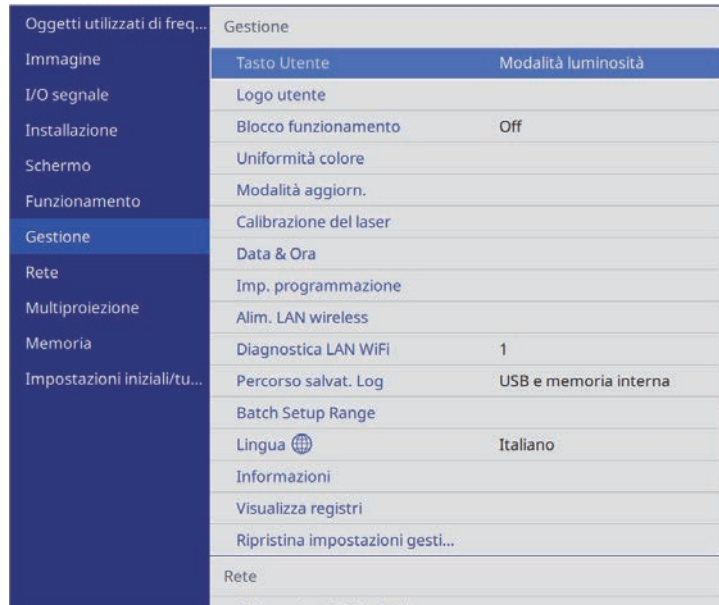 Oggetti utilizzati di freq...
Immagine
I/O segnale
Installazione
Schermo
Funzionamento
Gestione
Rete
Multiproiezione
Memoria
Impostazioni iniziali/tu...
Gestione
Tasto Utente Modalità luminosità
Logo utente
Blocco funzionamento Off
Uniformità colore
Modalità aggiorn.
Calibrazione del laser
Data & Ora
Imp. programmazione
Alim. LAN wireless
Diagnostica LAN WiFi 1
Percorso salvat. Log USB e memoria interna
Batch Setup Range
Lingua Italiano
Informazioni
Visualizza registri
Ripristina impostazioni gesti...
Rete